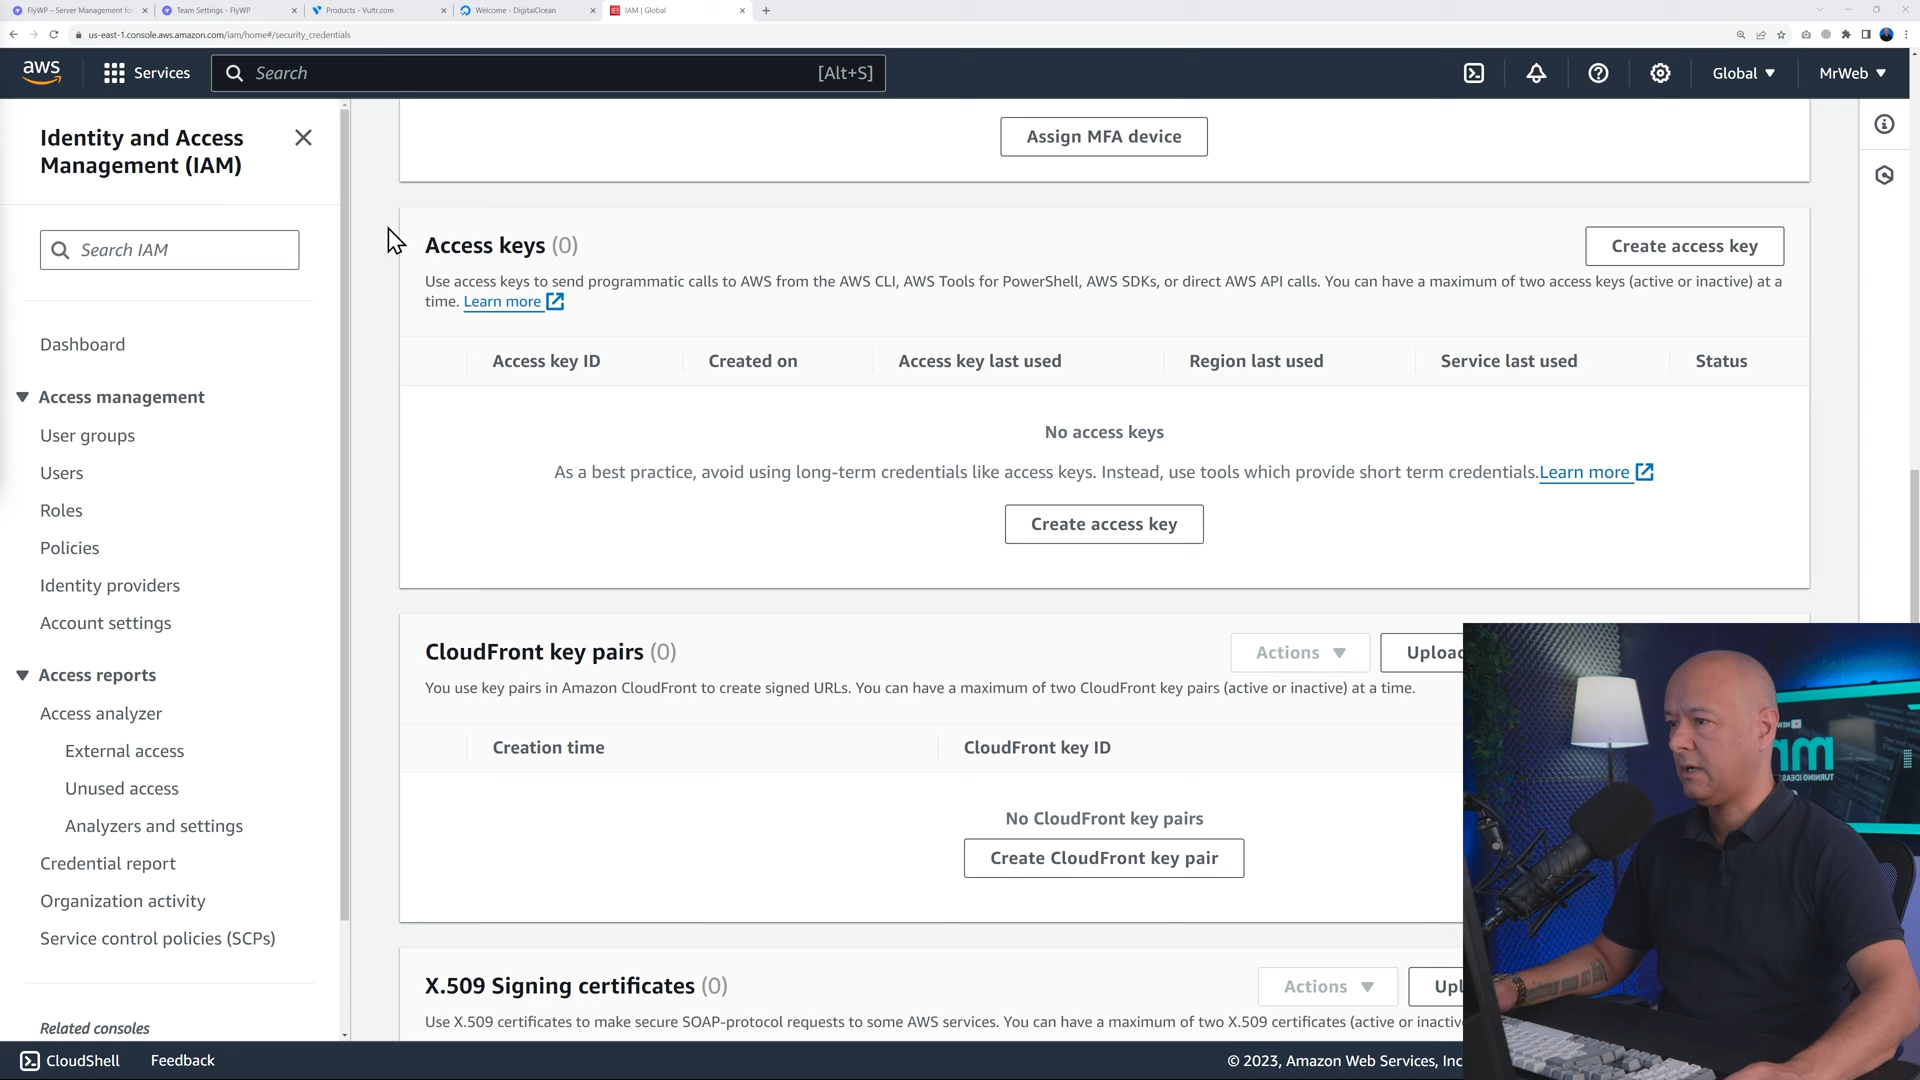 FlyWP – Server Management fo
Team Settings - FlyWP
Products - Vultr.com
Welcome - DigitalOcean
IAM | Global
us-east-1.console.aws.amazon.com/iam/home#/security_credentials
aws
Services
Search
[Alt+S]
Global
MrWeb
Identity and Access
Management (IAM)
Search IAM
Dashboard
Access management
User groups
Users
Roles
Policies
Identity providers
Account settings
Access reports
Access analyzer
External access
Unused access
Analyzers and settings
Credential report
Organization activity
Service control policies (SCPs)
Related consoles
Assign MFA device
Access keys (0)
Create access key
Use access keys to send programmatic calls to AWS from the AWS CLI, AWS Tools for PowerShell, AWS SDKs, or direct AWS API calls. You can have a maximum of two access keys (active or inactive) at a
time. Learn more
Access key ID
Created on
Access key last used
Region last used
Service last used
Status
No access keys
As a best practice, avoid using long-term credentials like access keys. Instead, use tools which provide short term credentials. Learn more
Create access key
CloudFront key pairs (0)
Actions
Upload
You use key pairs in Amazon CloudFront to create signed URLs. You can have a maximum of two CloudFront key pairs (active or inactive) at a time.
Creation time
CloudFront key ID
No CloudFront key pairs
Create CloudFront key pair
X.509 Signing certificates (0)
Actions
Upl
Use X.509 certificates to make secure SOAP-protocol requests to some AWS services. You can have a maximum of two X.509 certificates (active or inactiv
CloudShell
Feedback
© 2023, Amazon Web Services, Inc